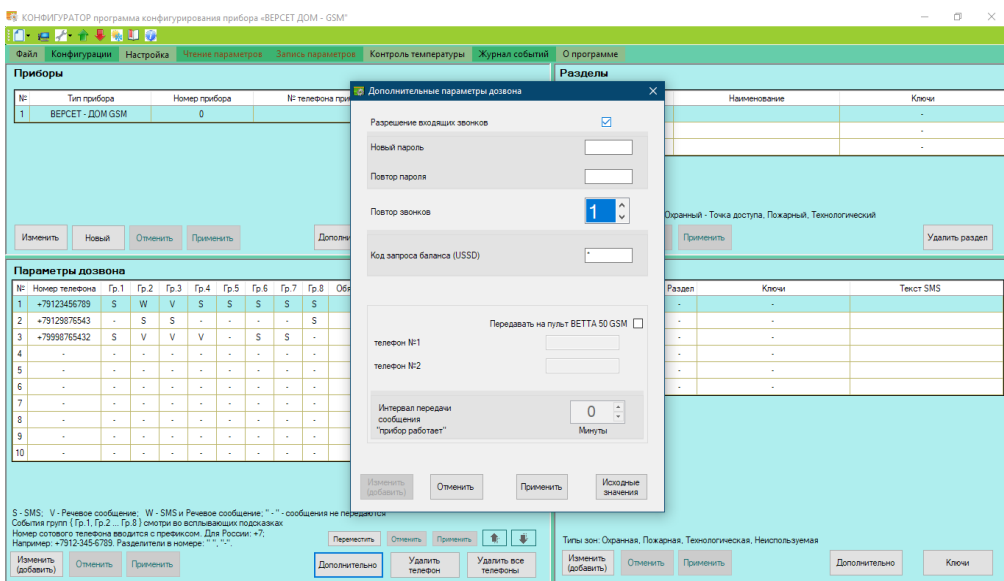 КОНФИГУРАТОР программа конфигурирования прибора «ВЕРСЕТ ДОМ - GSM"
Файл Конфигурации Настройка Чтение параметров Запись параметров Контроль температуры Журнал событий О программе
Приборы
№ Тип прибора Номер прибора № телефона при
1 ВЕРСЕТ - ДОМ GSM 0
Изменить Новый Отменить Применить Дополни
Разделы
Наименование Ключи
-
-
-
Охранный - Точка доступа, Пожарный, Технологический
Применить Удалить раздел
Дополнительные параметры дозвона
Разрешение входящих звонков
Новый пароль
Повтор пароля
Повтор звонков 1
Код запроса баланса (USSD) *
Передавать на пульт BETTA 50 GSM
телефон №1
телефон №2
Интервал передачи
сообщения
"прибор работает"
0
Минуты
Изменить
(добавить)
Отменить Применить
Исходные
значения
Параметры дозвона
№ Номер телефона Гр.1 Гр.2 Гр.3 Гр.4 Гр.5 Гр.6 Гр.7 Гр.8 Обя
1 +79123456789 S W V S S S S S
2 +79129876543 - S S - - - - S
3 +79998765432 S V V V - S S -
4 - - - - - - - - -
5 - - - - - - - - -
6 - - - - - - - - -
7 - - - - - - - - -
8 - - - - - - - - -
9 - - - - - - - - -
10 - - - - - - - - -
S - SMS; V - Речевое сообщение; W - SMS и Речевое сообщение; " - " - сообщения не передаются
События групп ( Гр.1, Гр.2 ... Гр.8 ) смотри во всплывающих подсказках
Номер сотового телефона вводится с префиксом. Для России: +7;
Например: +7912-345-6789. Разделители в номере: " ", "-".
Переместить Отменить Применить
Изменить
(добавить)
Отменить Применить Дополнительно
Удалить
телефон
Удалить все
телефоны
Раздел Ключи Текст SMS
- -
- -
- -
- -
- -
- -
Типы зон: Охранная, Пожарная, Технологическая, Неиспользуемая
Изменить
(добавить)
Отменить Применить Дополнительно Ключи